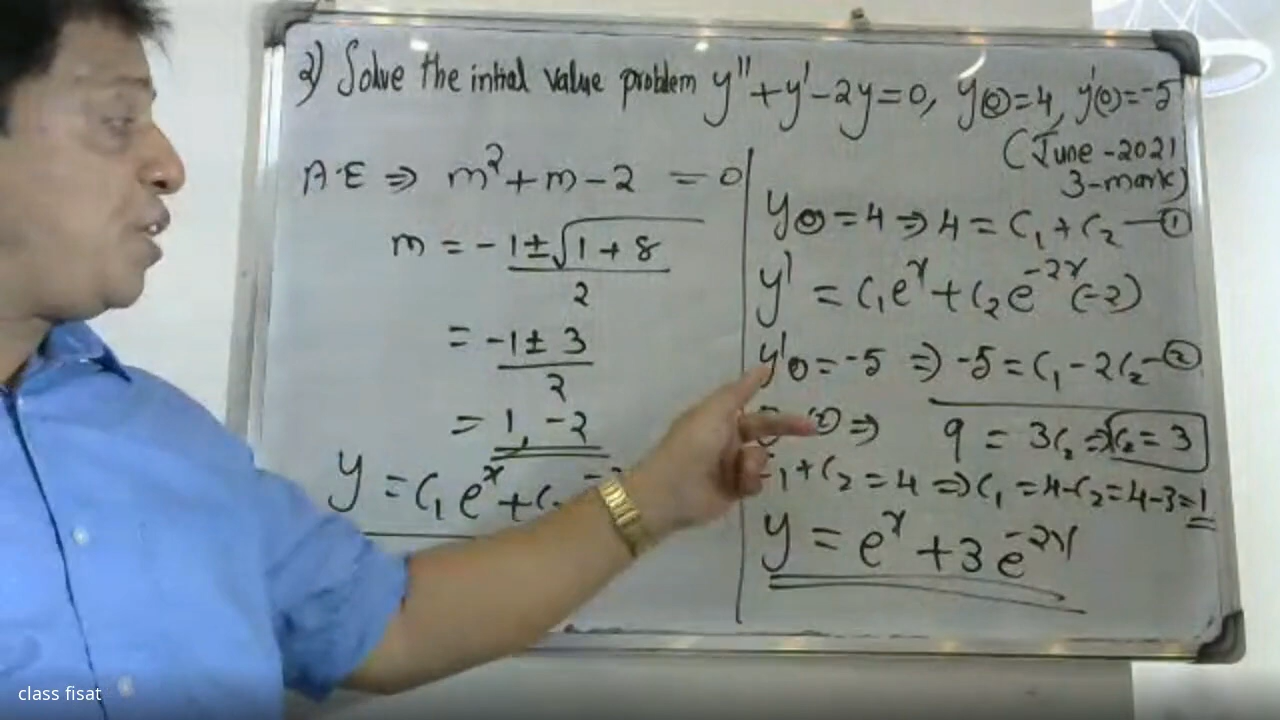 2) Solve the initial value problem y'' + y' - 2y = 0, y(0) = 4, y'(0) = -5
(June - 2021
3-mark)
A.E ⇒ m² + m - 2 = 0
m = -1 ± √1 + 8
2
= -1 ± 3
2
= 1, -2
y = C₁eˣ + C₂
y(0) = 4 ⇒ 4 = C₁ + C₂ — ①
y' = C₁eˣ + C₂e⁻²ˣ(-2)
y'(0) = -5 ⇒ -5 = C₁ - 2C₂ — ②
⇒ 9 = 3C₂ ⇒ C₂ = 3
C₁ + C₂ = 4 ⇒ C₁ = 4 - C₂ = 4 - 3 = 1
y = eˣ + 3e⁻²ˣ
class fisat